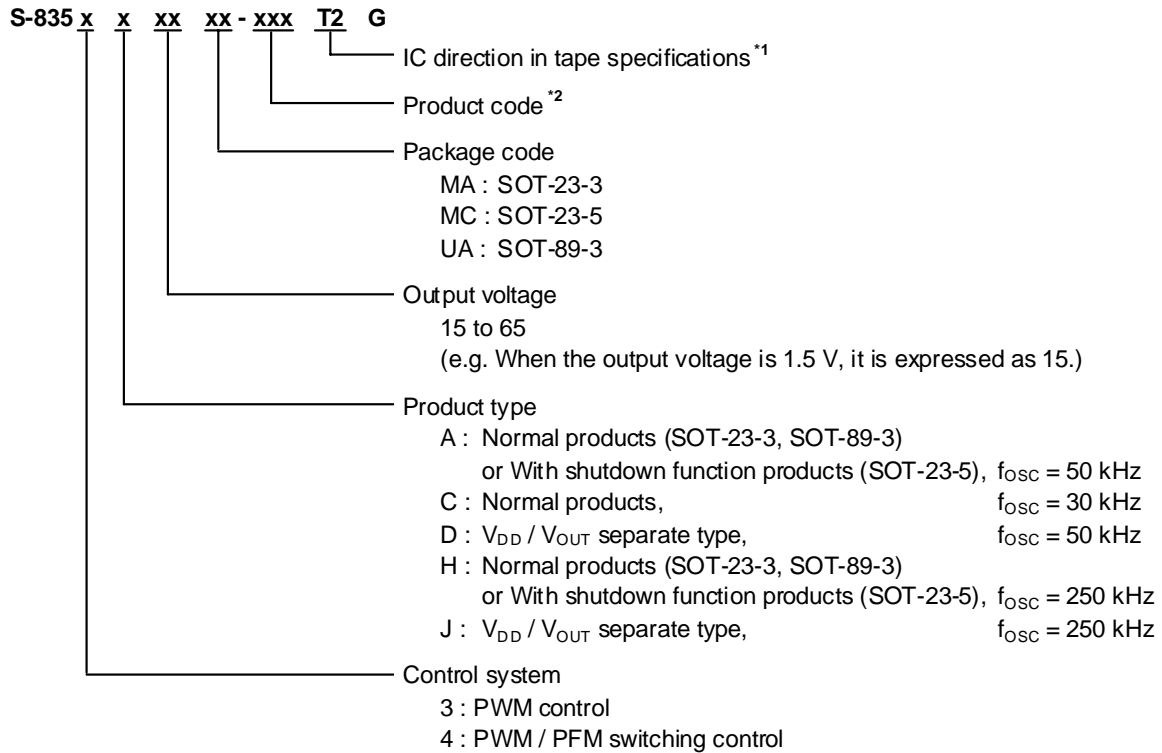 S-835 x x xx xx - xxx T2 G
IC direction in tape specifications *1
Product code *2
Package code
MA : SOT-23-3
MC : SOT-23-5
UA : SOT-89-3
Output voltage
15 to 65
(e.g. When the output voltage is 1.5 V, it is expressed as 15.)
Product type
A : Normal products (SOT-23-3, SOT-89-3)
or With shutdown function products (SOT-23-5), fOSC = 50 kHz
C : Normal products, fOSC = 30 kHz
D : VDD / VOUT separate type, fOSC = 50 kHz
H : Normal products (SOT-23-3, SOT-89-3)
or With shutdown function products (SOT-23-5), fOSC = 250 kHz
J : VDD / VOUT separate type, fOSC = 250 kHz
Control system
3 : PWM control
4 : PWM / PFM switching control